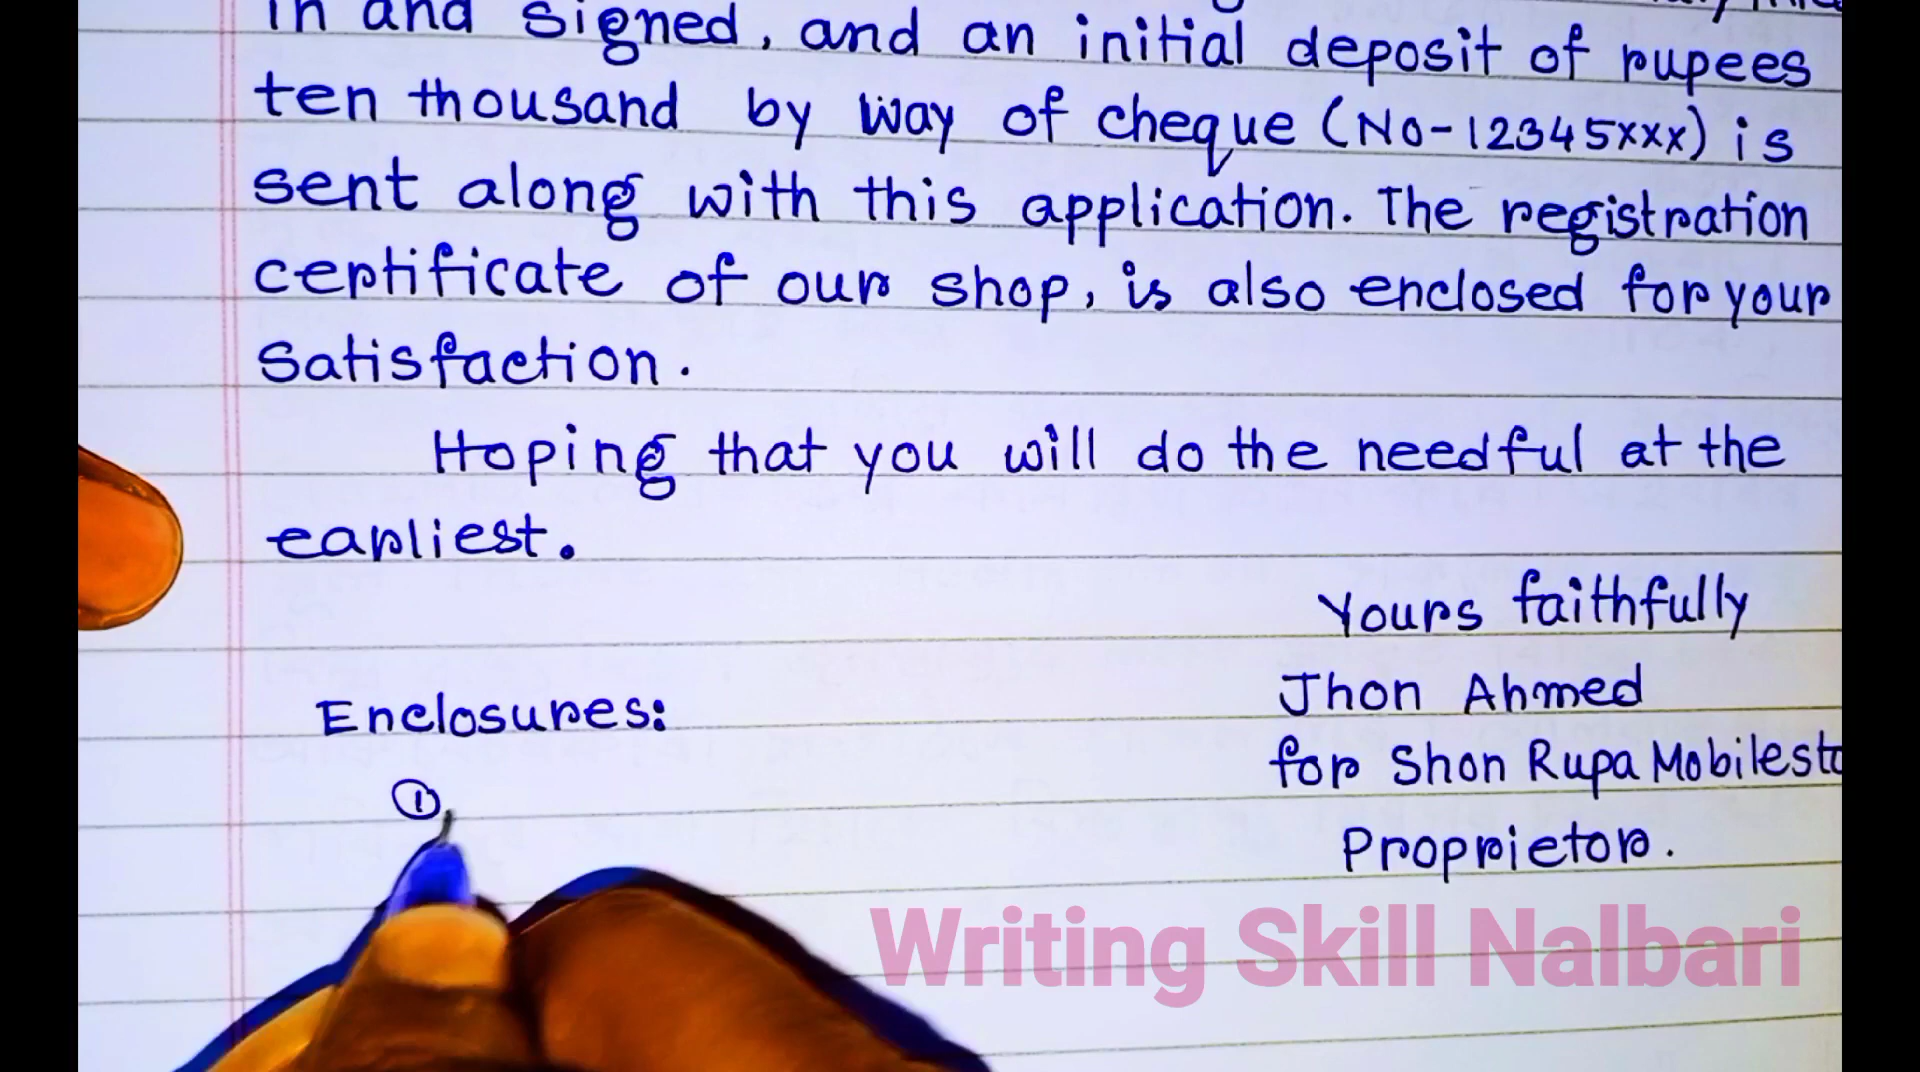 in and signed, and an initial deposit of rupees
ten thousand by way of cheque (No-12345xxx) is
sent along with this application. The registration
certificate of our shop, is also enclosed for your
satisfaction.
Hoping that you will do the needful at the
earliest.
Yours faithfully
Jhon Ahmed
Enclosures:
for Shon Rupa Mobilesto
①
Proprietor.
Writing Skill Nalbari